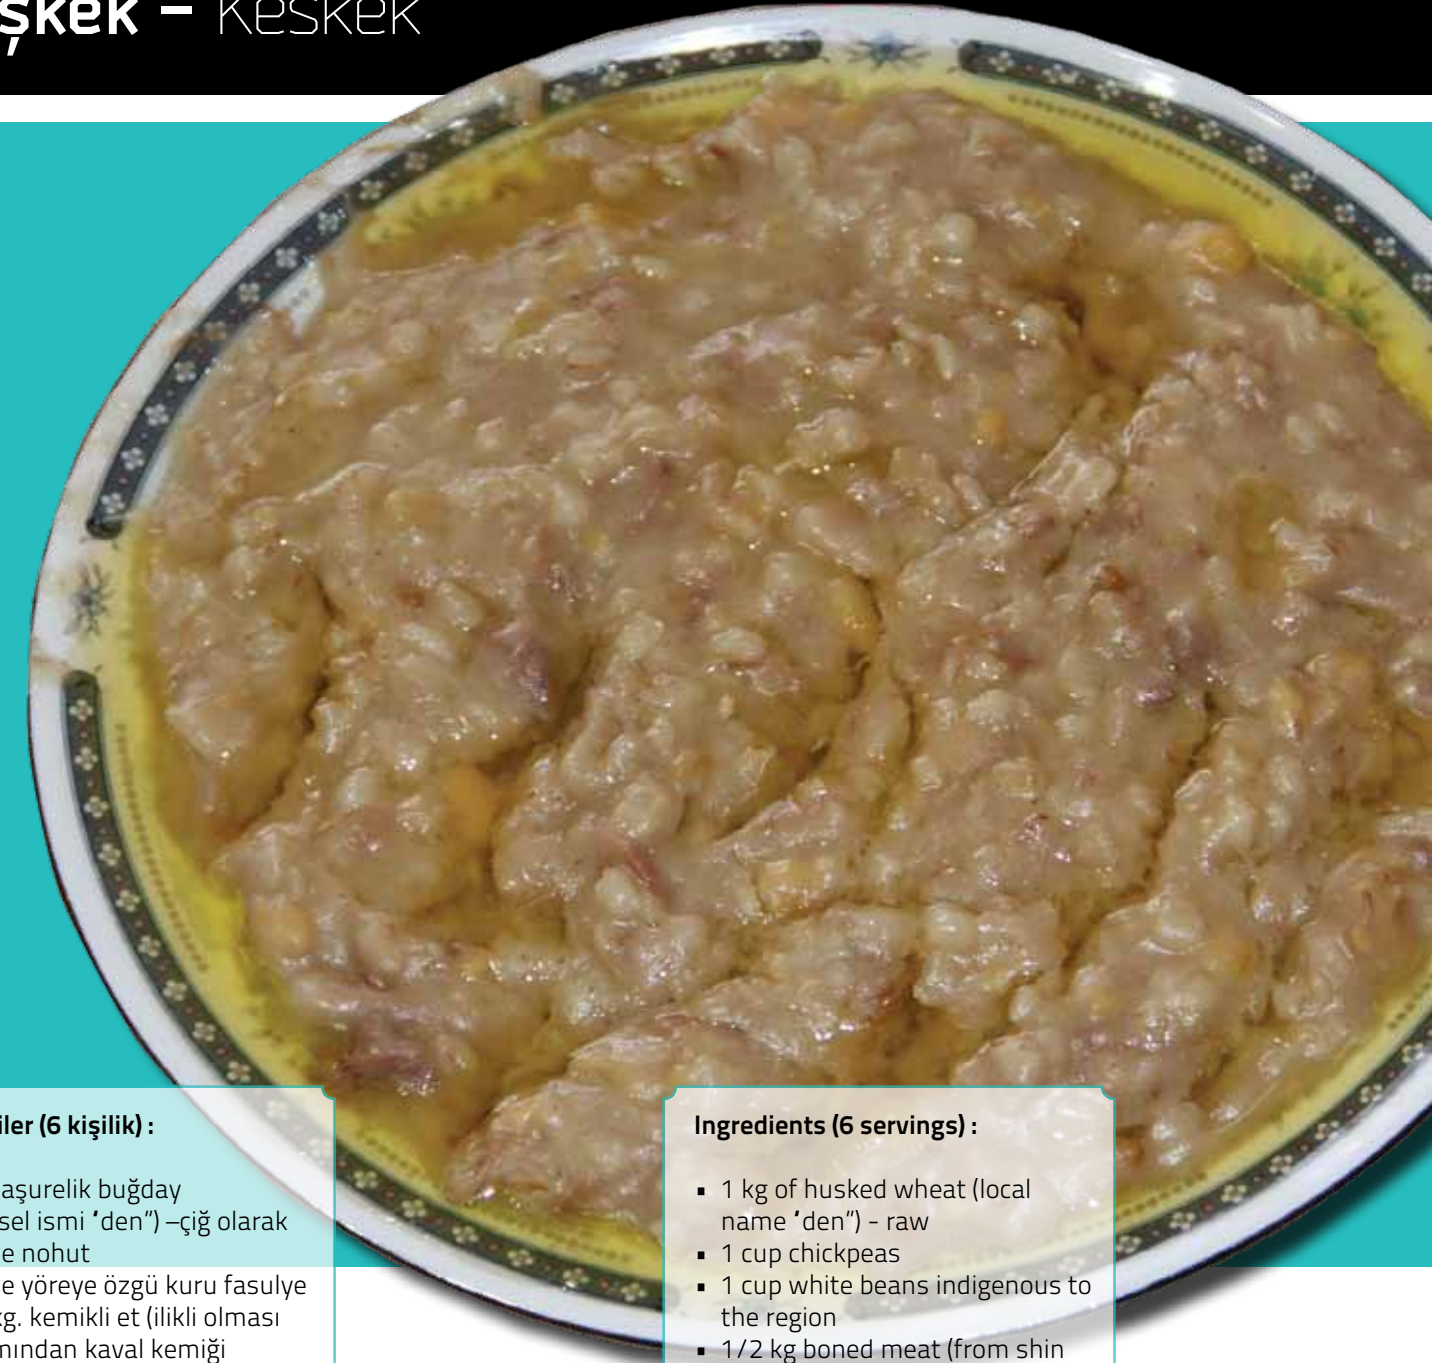 şkek – Keşkek
iler (6 kişilik) :
aşurelik buğday
sel ismi 'den") –çiğ olarak
e nohut
e yöreye özgü kuru fasulye
kg. kemikli et (ilikli olması
mından kaval kemiği
Ingredients (6 servings) :
▪ 1 kg of husked wheat (local
name 'den") - raw
▪ 1 cup chickpeas
▪ 1 cup white beans indigenous to
the region
▪ 1/2 kg boned meat (from shin